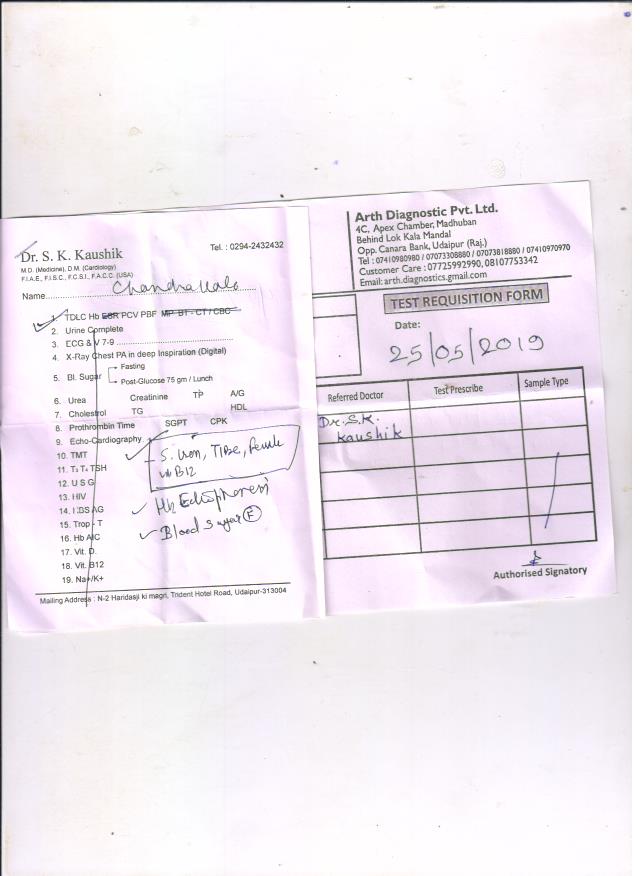 Dr. S. K. Kaushik
M.D. (Medicine), D.M. (Cardiology)
F.I.A.E., F.I.S.C., F.C.S.I., F.A.C.C. (USA)
Tel. : 0294-2432432
Name Chandra Kala
1. TDLC Hb ESR PCV PBF MP BT - CT / CBC
2. Urine Complete
3. ECG & V 7-9
4. X-Ray Chest PA in deep Inspiration (Digital)
5. Bl. Sugar Fasting
Post-Glucose 75 gm / Lunch
6. Urea Creatinine TP A/G
7. Cholestrol TG HDL
8. Prothrombin Time SGPT CPK
9. Echo-Cardiography
10. TMT
11. T₃ T₄ TSH
12. U S G
13. HIV
14. HBS AG
15. Trop - T
16. Hb AIC
17. Vit. D.
18. Vit. B12
19. Na+/K+
S. Iron, TIBC,
B12
Hb
Blood sugar F
Mailing Address : N-2 Haridasji ki magri, Trident Hotel Road, Udaipur-313004
Arth Diagnostic Pvt. Ltd.
4C, Apex Chamber, Madhuban
Behind Lok Kala Mandal
Opp. Canara Bank, Udaipur (Raj.)
Tel : 07410980980 / 07073308880 / 07073818880 / 07410970970
Customer Care : 07725992990, 08107753342
Email: arth.diagnostics.gmail.com
TEST REQUISITION FORM
Date:
25/05/2019
Referred Doctor Test Prescribe Sample Type
Dr. S.K.
Kaushik
Authorised Signatory